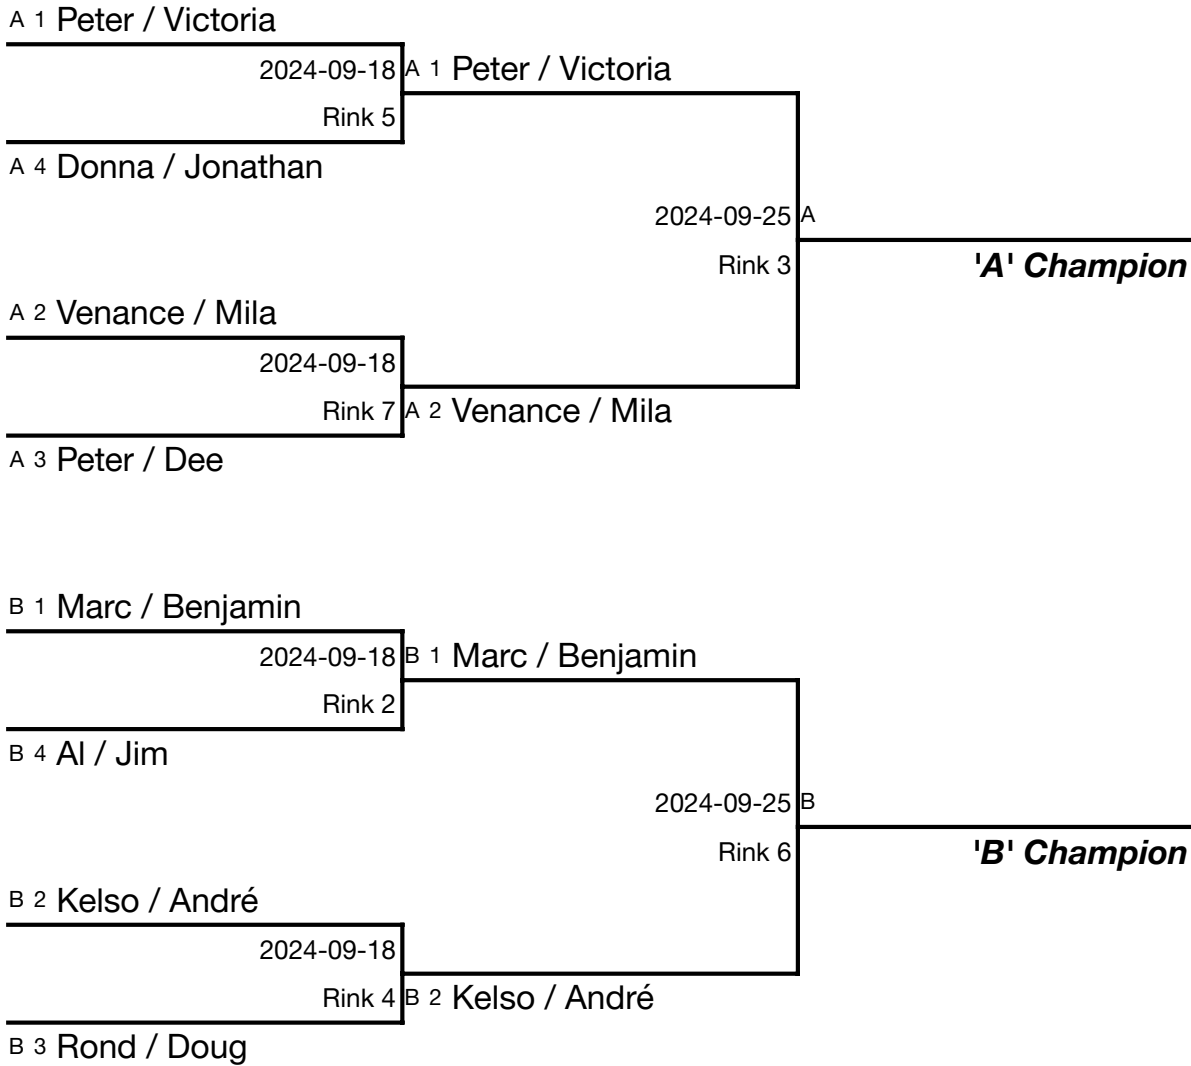 A 1 Peter / Victoria
2024-09-18 A 1 Peter / Victoria
Rink 5
A 4 Donna / Jonathan
2024-09-25 A
Rink 3 'A' Champion
A 2 Venance / Mila
2024-09-18
Rink 7 A 2 Venance / Mila
A 3 Peter / Dee
B 1 Marc / Benjamin
2024-09-18 B 1 Marc / Benjamin
Rink 2
B 4 Al / Jim
2024-09-25 B
Rink 6 'B' Champion
B 2 Kelso / André
2024-09-18
Rink 4 B 2 Kelso / André
B 3 Rond / Doug